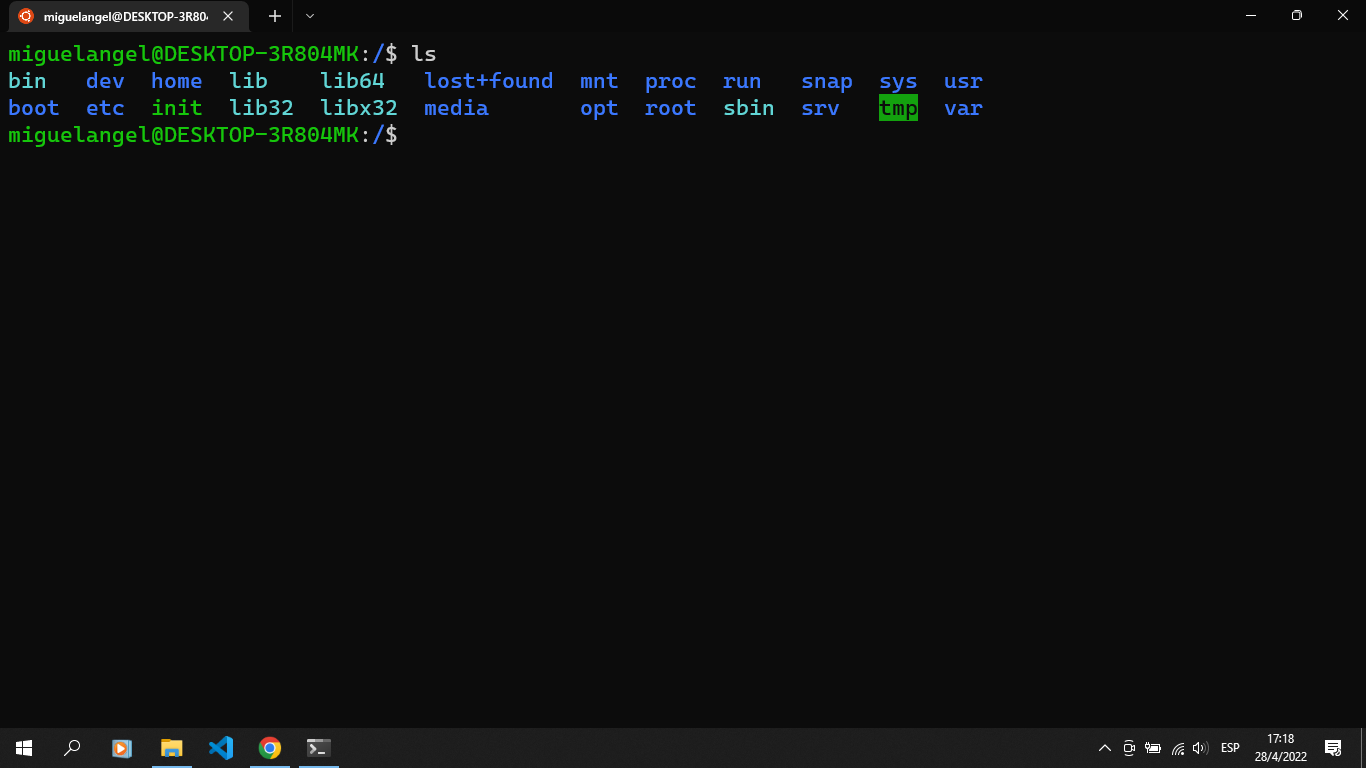 miguelangel@DESKTOP-3R804
miguelangel@DESKTOP-3R804MK:/$ ls
bin dev home lib lib64 lost+found mnt proc run snap sys usr
boot etc init lib32 libx32 media opt root sbin srv tmp var
miguelangel@DESKTOP-3R804MK:/$
ESP
17:18
28/4/2022